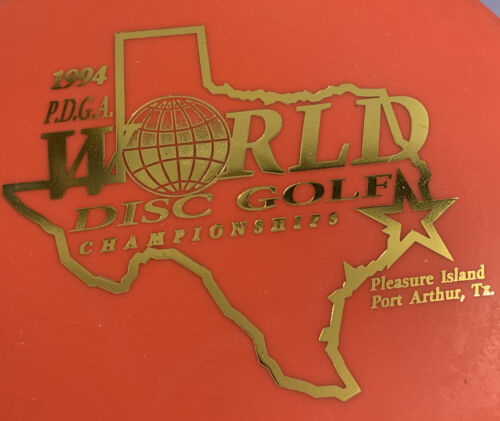 1994
P.D.G.A.
WORLD
DISC GOLF
CHAMPIONSHIPS
Pleasure Island
Port Arthur, Tx.